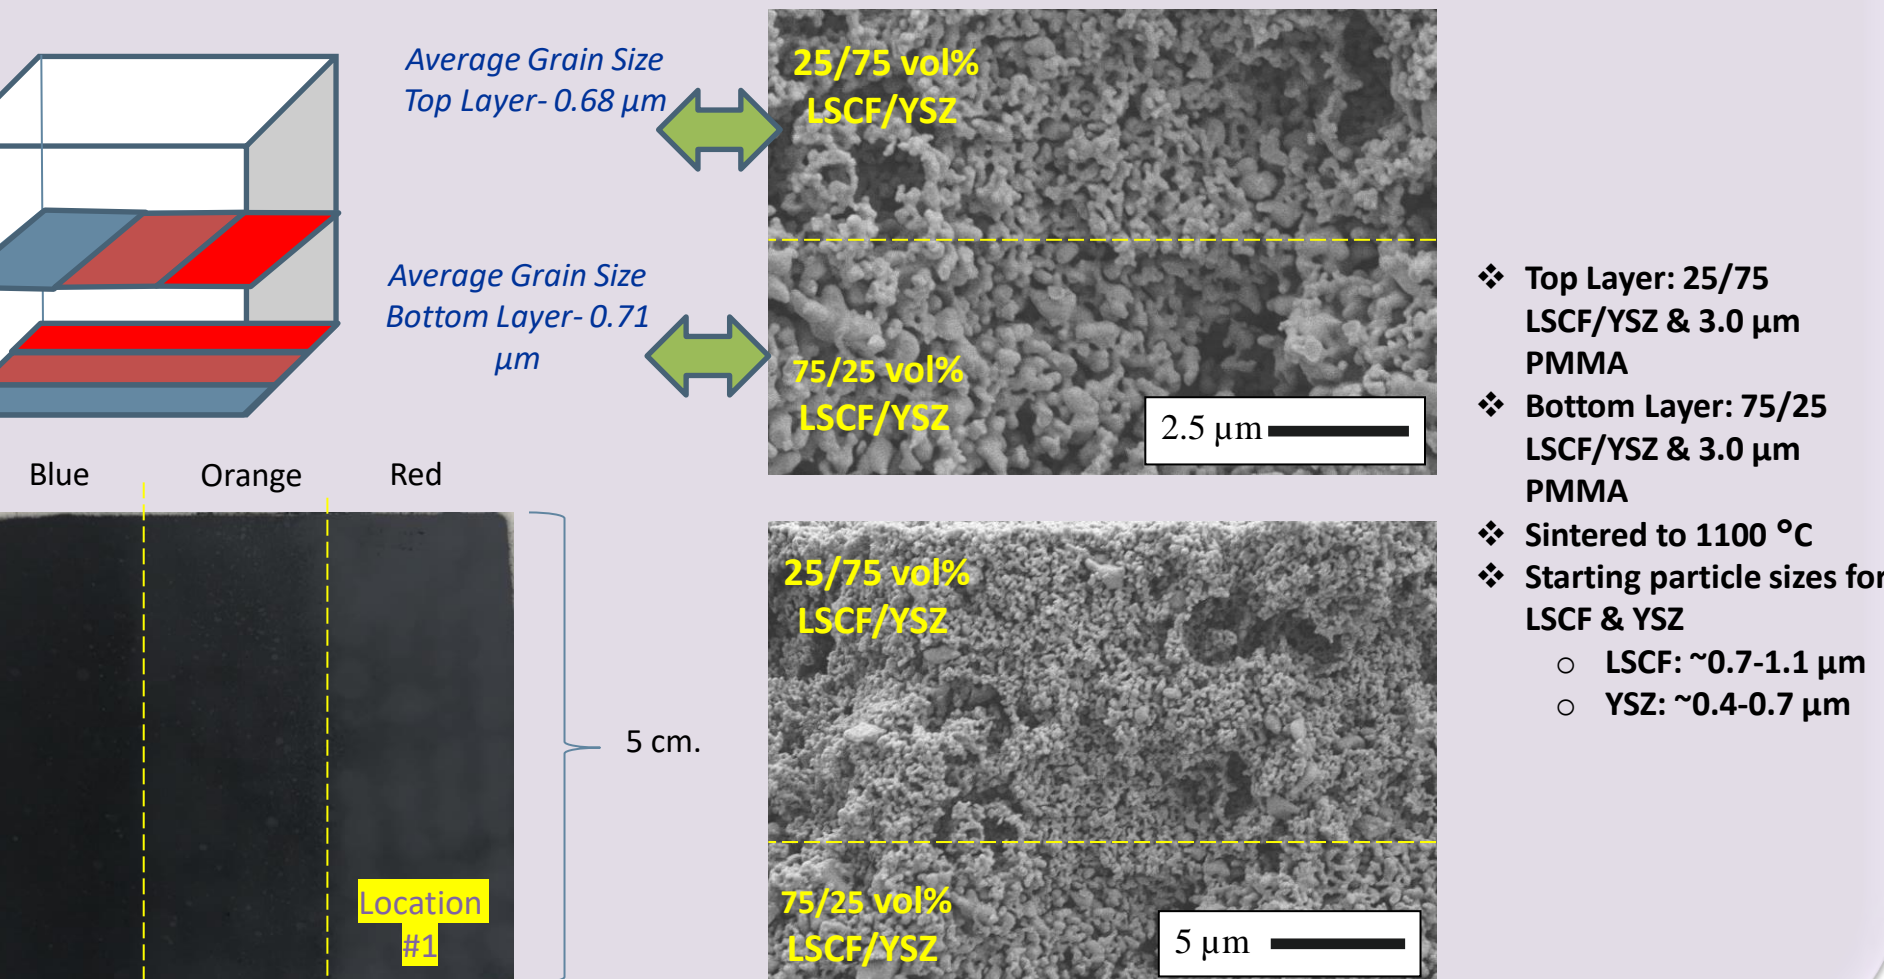 Average Grain Size
Top Layer- 0.68 µm
Average Grain Size
Bottom Layer- 0.71
µm
25/75 vol%
LSCF/YSZ
75/25 vol%
LSCF/YSZ
2.5 µm
Blue Orange Red
Location
#1
5 cm.
25/75 vol%
LSCF/YSZ
75/25 vol%
LSCF/YSZ
5 µm
❖ Top Layer: 25/75
LSCF/YSZ & 3.0 µm
PMMA
❖ Bottom Layer: 75/25
LSCF/YSZ & 3.0 µm
PMMA
❖ Sintered to 1100 °C
❖ Starting particle sizes for
LSCF & YSZ
o LSCF: ~0.7-1.1 µm
o YSZ: ~0.4-0.7 µm